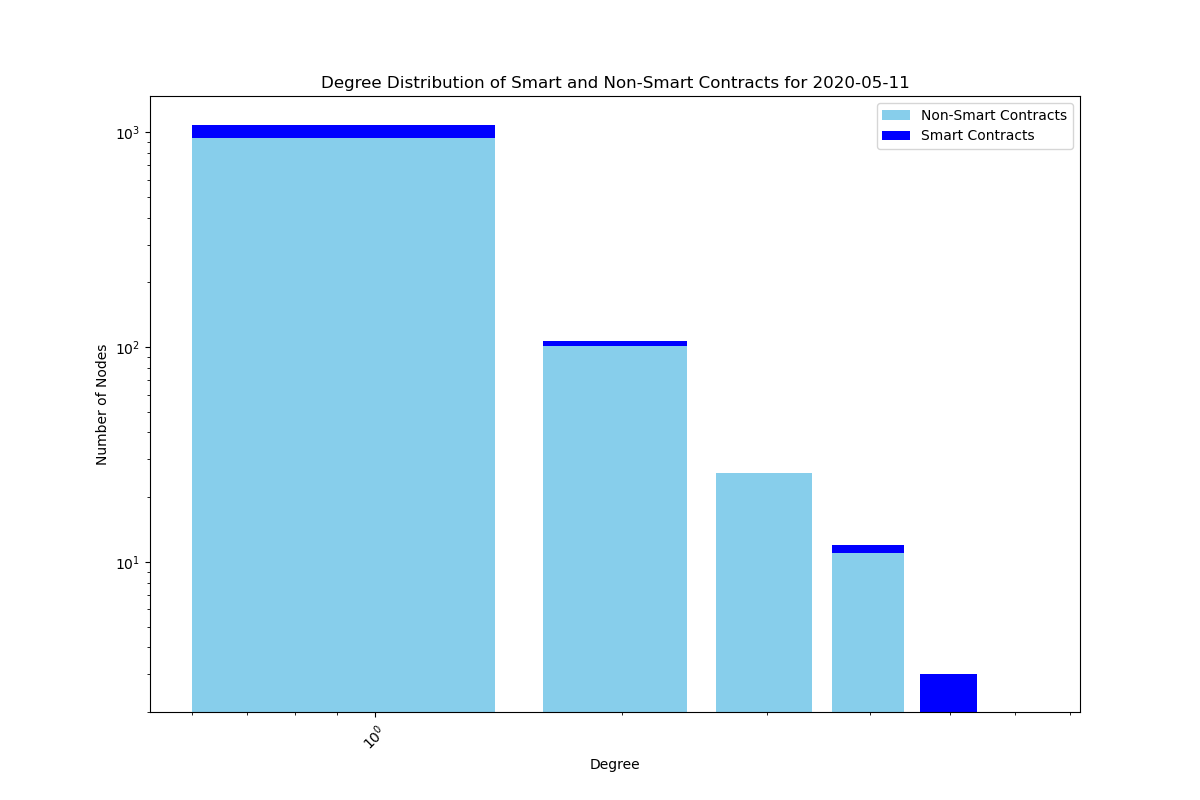 Degree Distribution of Smart and Non-Smart Contracts for 2020-05-11
Non-Smart Contracts
Smart Contracts
10³
10²
10¹
Number of Nodes
10⁰
Degree